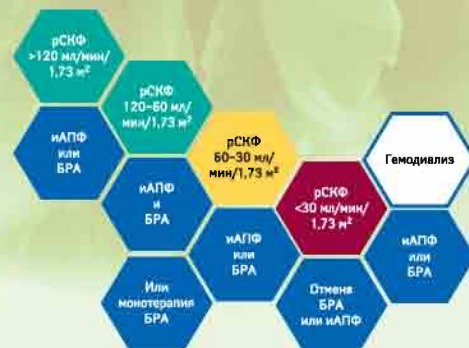 рСКФ
>120 мл/мин/
1,73 м²
иАПФ
или
БРА
рСКФ
120–60 мл/
мин/1,73 м²
иАПФ
и
БРА
Или
монотерапия
БРА
рСКФ
60–30 мл/
мин/1,73 м²
иАПФ
или
БРА
рСКФ
<30 мл/мин/
1,73 м²
Отменя
БРА
или иАПФ
Гемодиализ
иАПФ
или
БРА